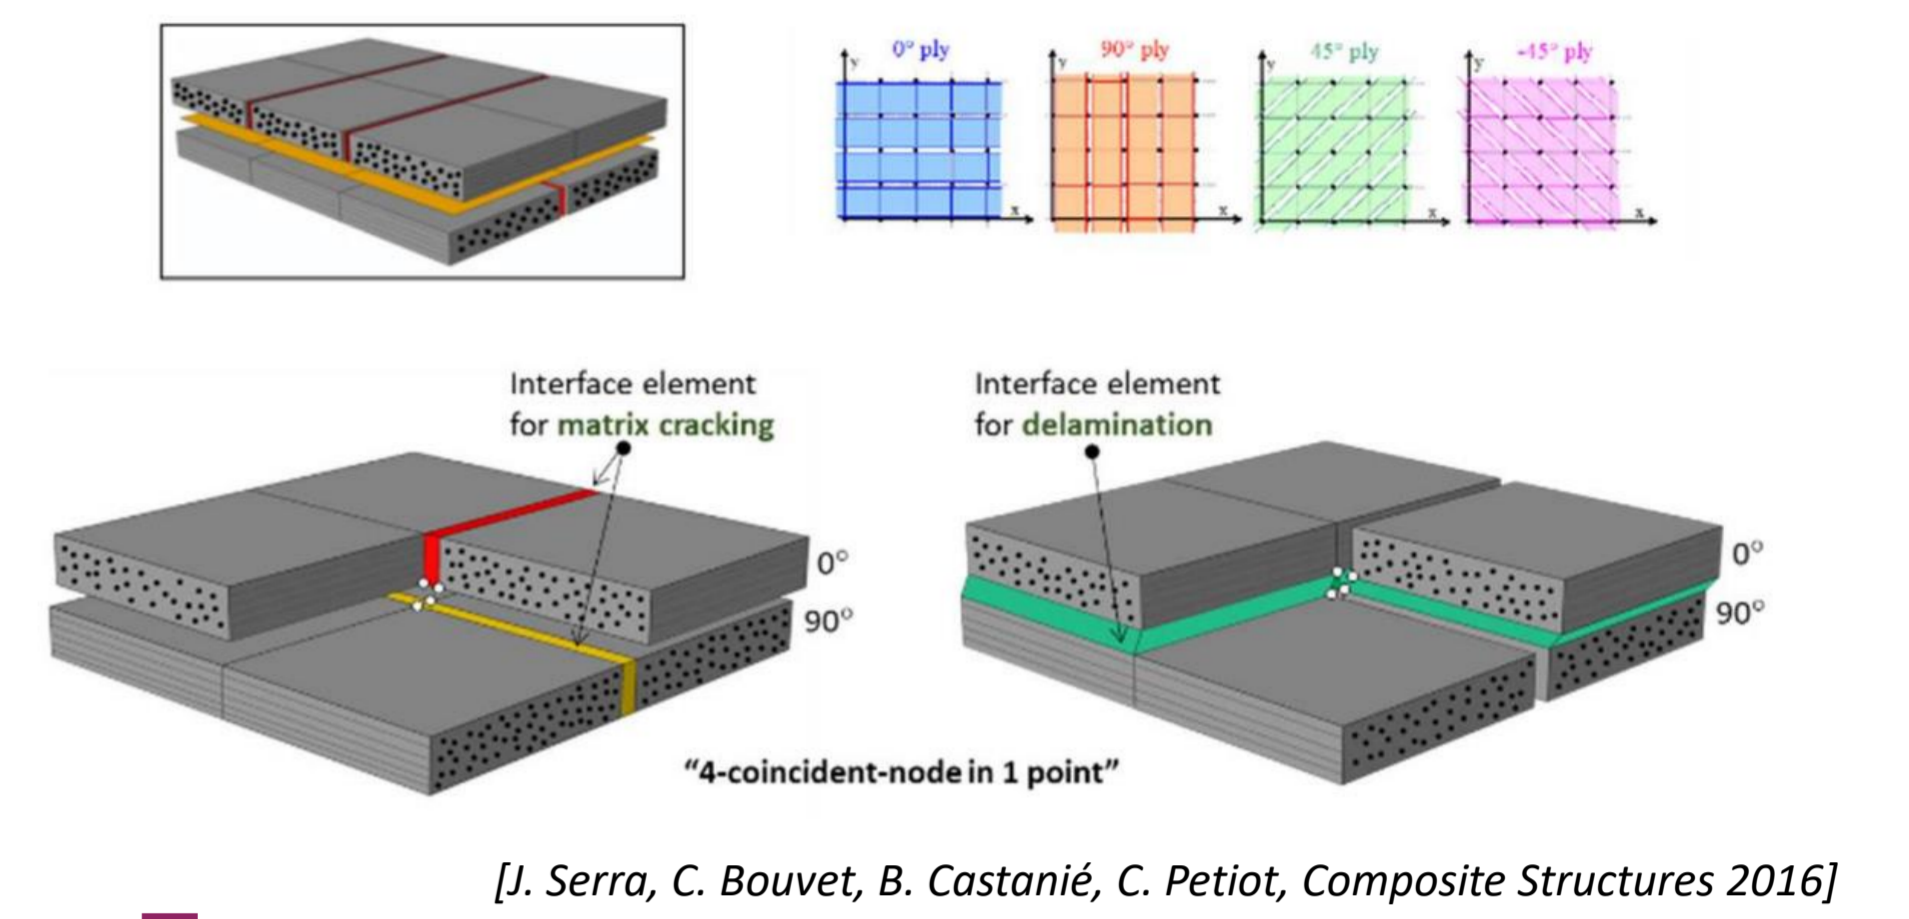 0° ply
90° ply
45° ply
-45° ply
y
y
y
y
x
x
x
x
Interface element
for matrix cracking
Interface element
for delamination
0°
90°
0°
90°
“4-coincident-node in 1 point”
[J. Serra, C. Bouvet, B. Castanié, C. Petiot, Composite Structures 2016]